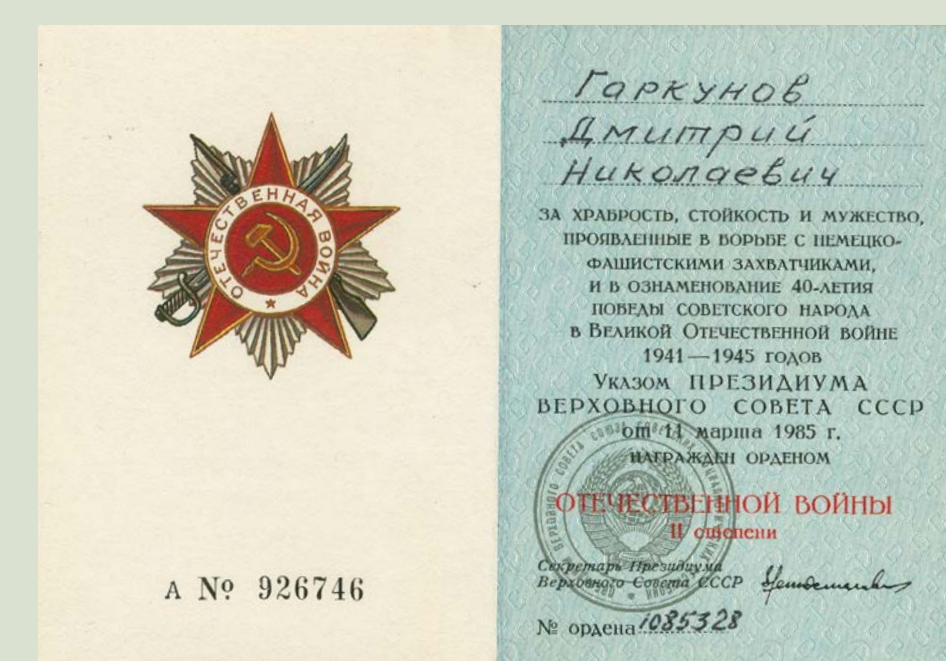 ОТЕЧЕСТВЕННАЯ ВОЙНА
А № 926746
Гаркунов
Дмитрий
Николаевич
ЗА ХРАБРОСТЬ, СТОЙКОСТЬ И МУЖЕСТВО,
ПРОЯВЛЕННЫЕ В БОРЬБЕ С НЕМЕЦКО-
ФАШИСТСКИМИ ЗАХВАТЧИКАМИ,
И В ОЗНАМЕНОВАНИЕ 40-ЛЕТИЯ
ПОБЕДЫ СОВЕТСКОГО НАРОДА
В ВЕЛИКОЙ ОТЕЧЕСТВЕННОЙ ВОЙНЕ
1941—1945 ГОДОВ
УКАЗОМ ПРЕЗИДИУМА
ВЕРХОВНОГО СОВЕТА СССР
от 11 марта 1985 г.
НАГРАЖДЕН ОРДЕНОМ
ОТЕЧЕСТВЕННОЙ ВОЙНЫ
II степени
Секретарь Президиума
Верховного Совета СССР
№ ордена 1085328